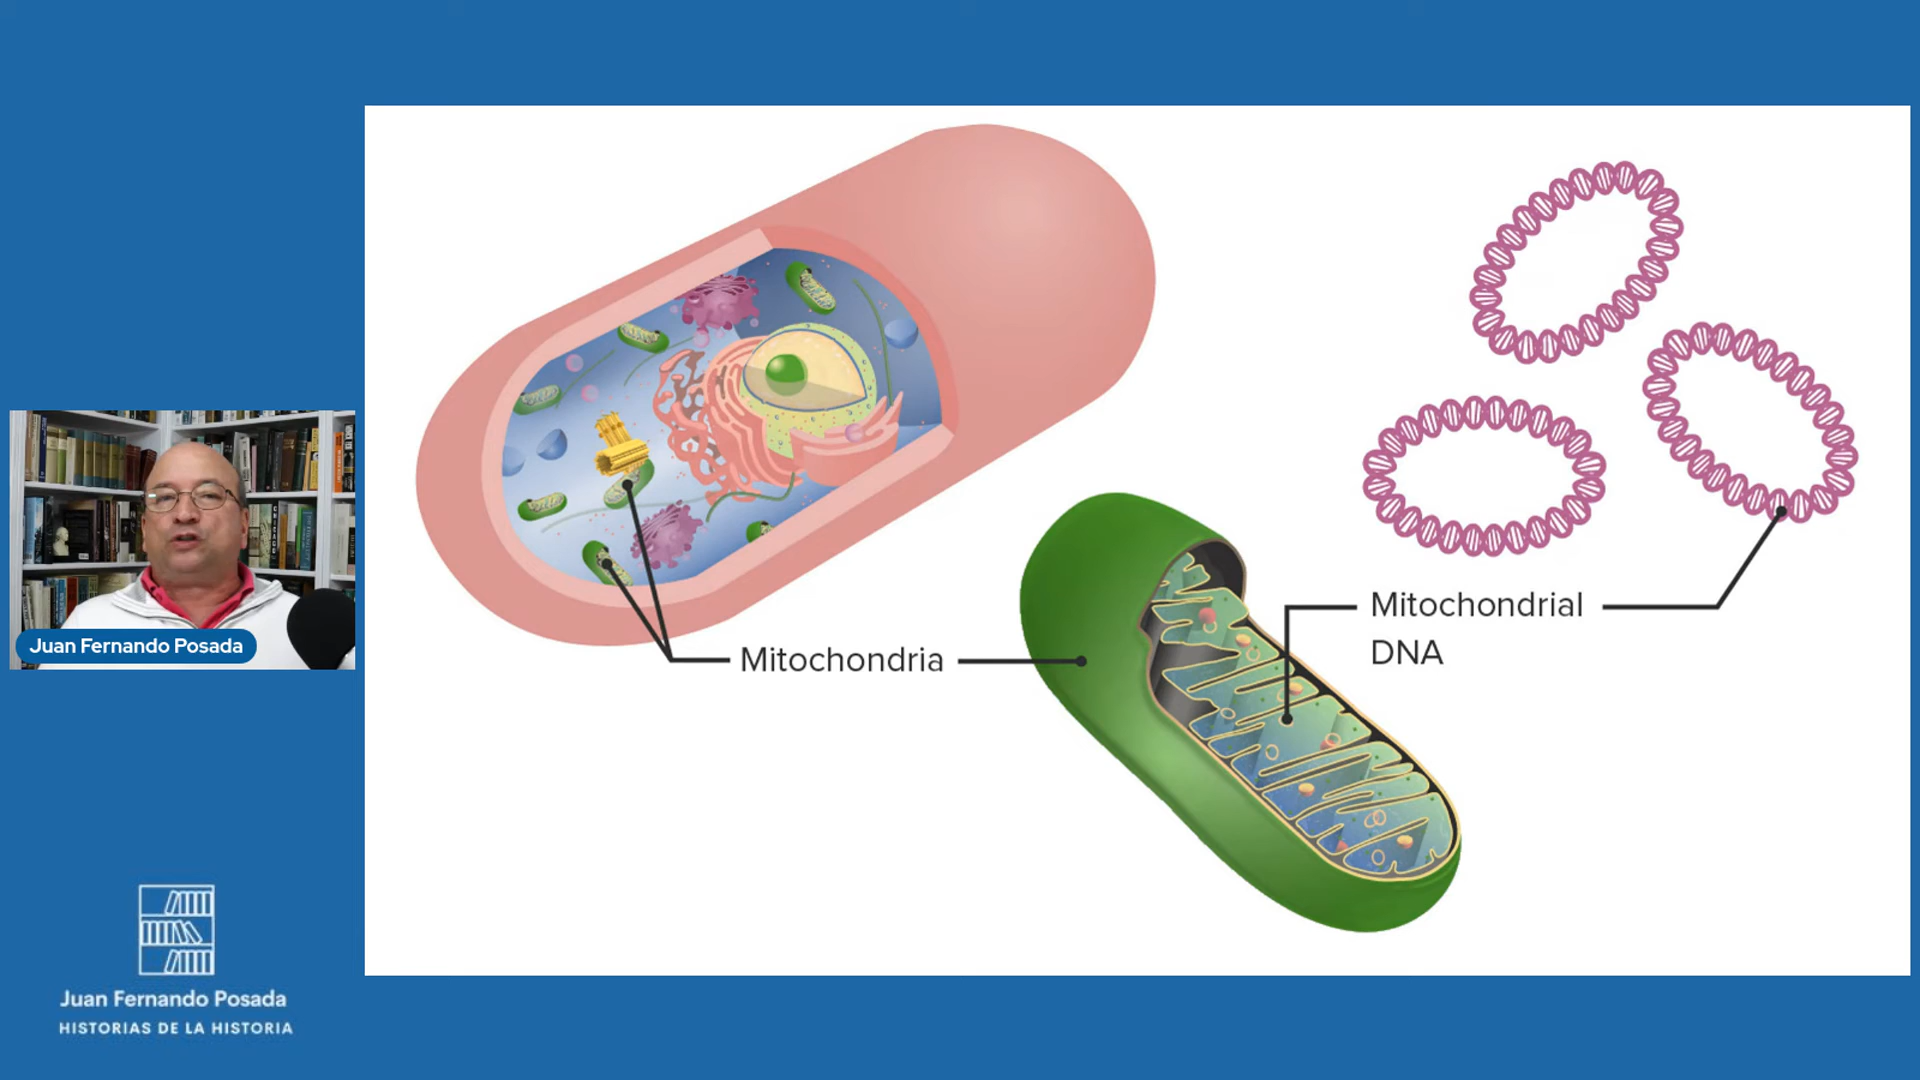 Mitochondria
Mitochondrial
DNA
Juan Fernando Posada
Juan Fernando Posada
HISTORIAS DE LA HISTORIA